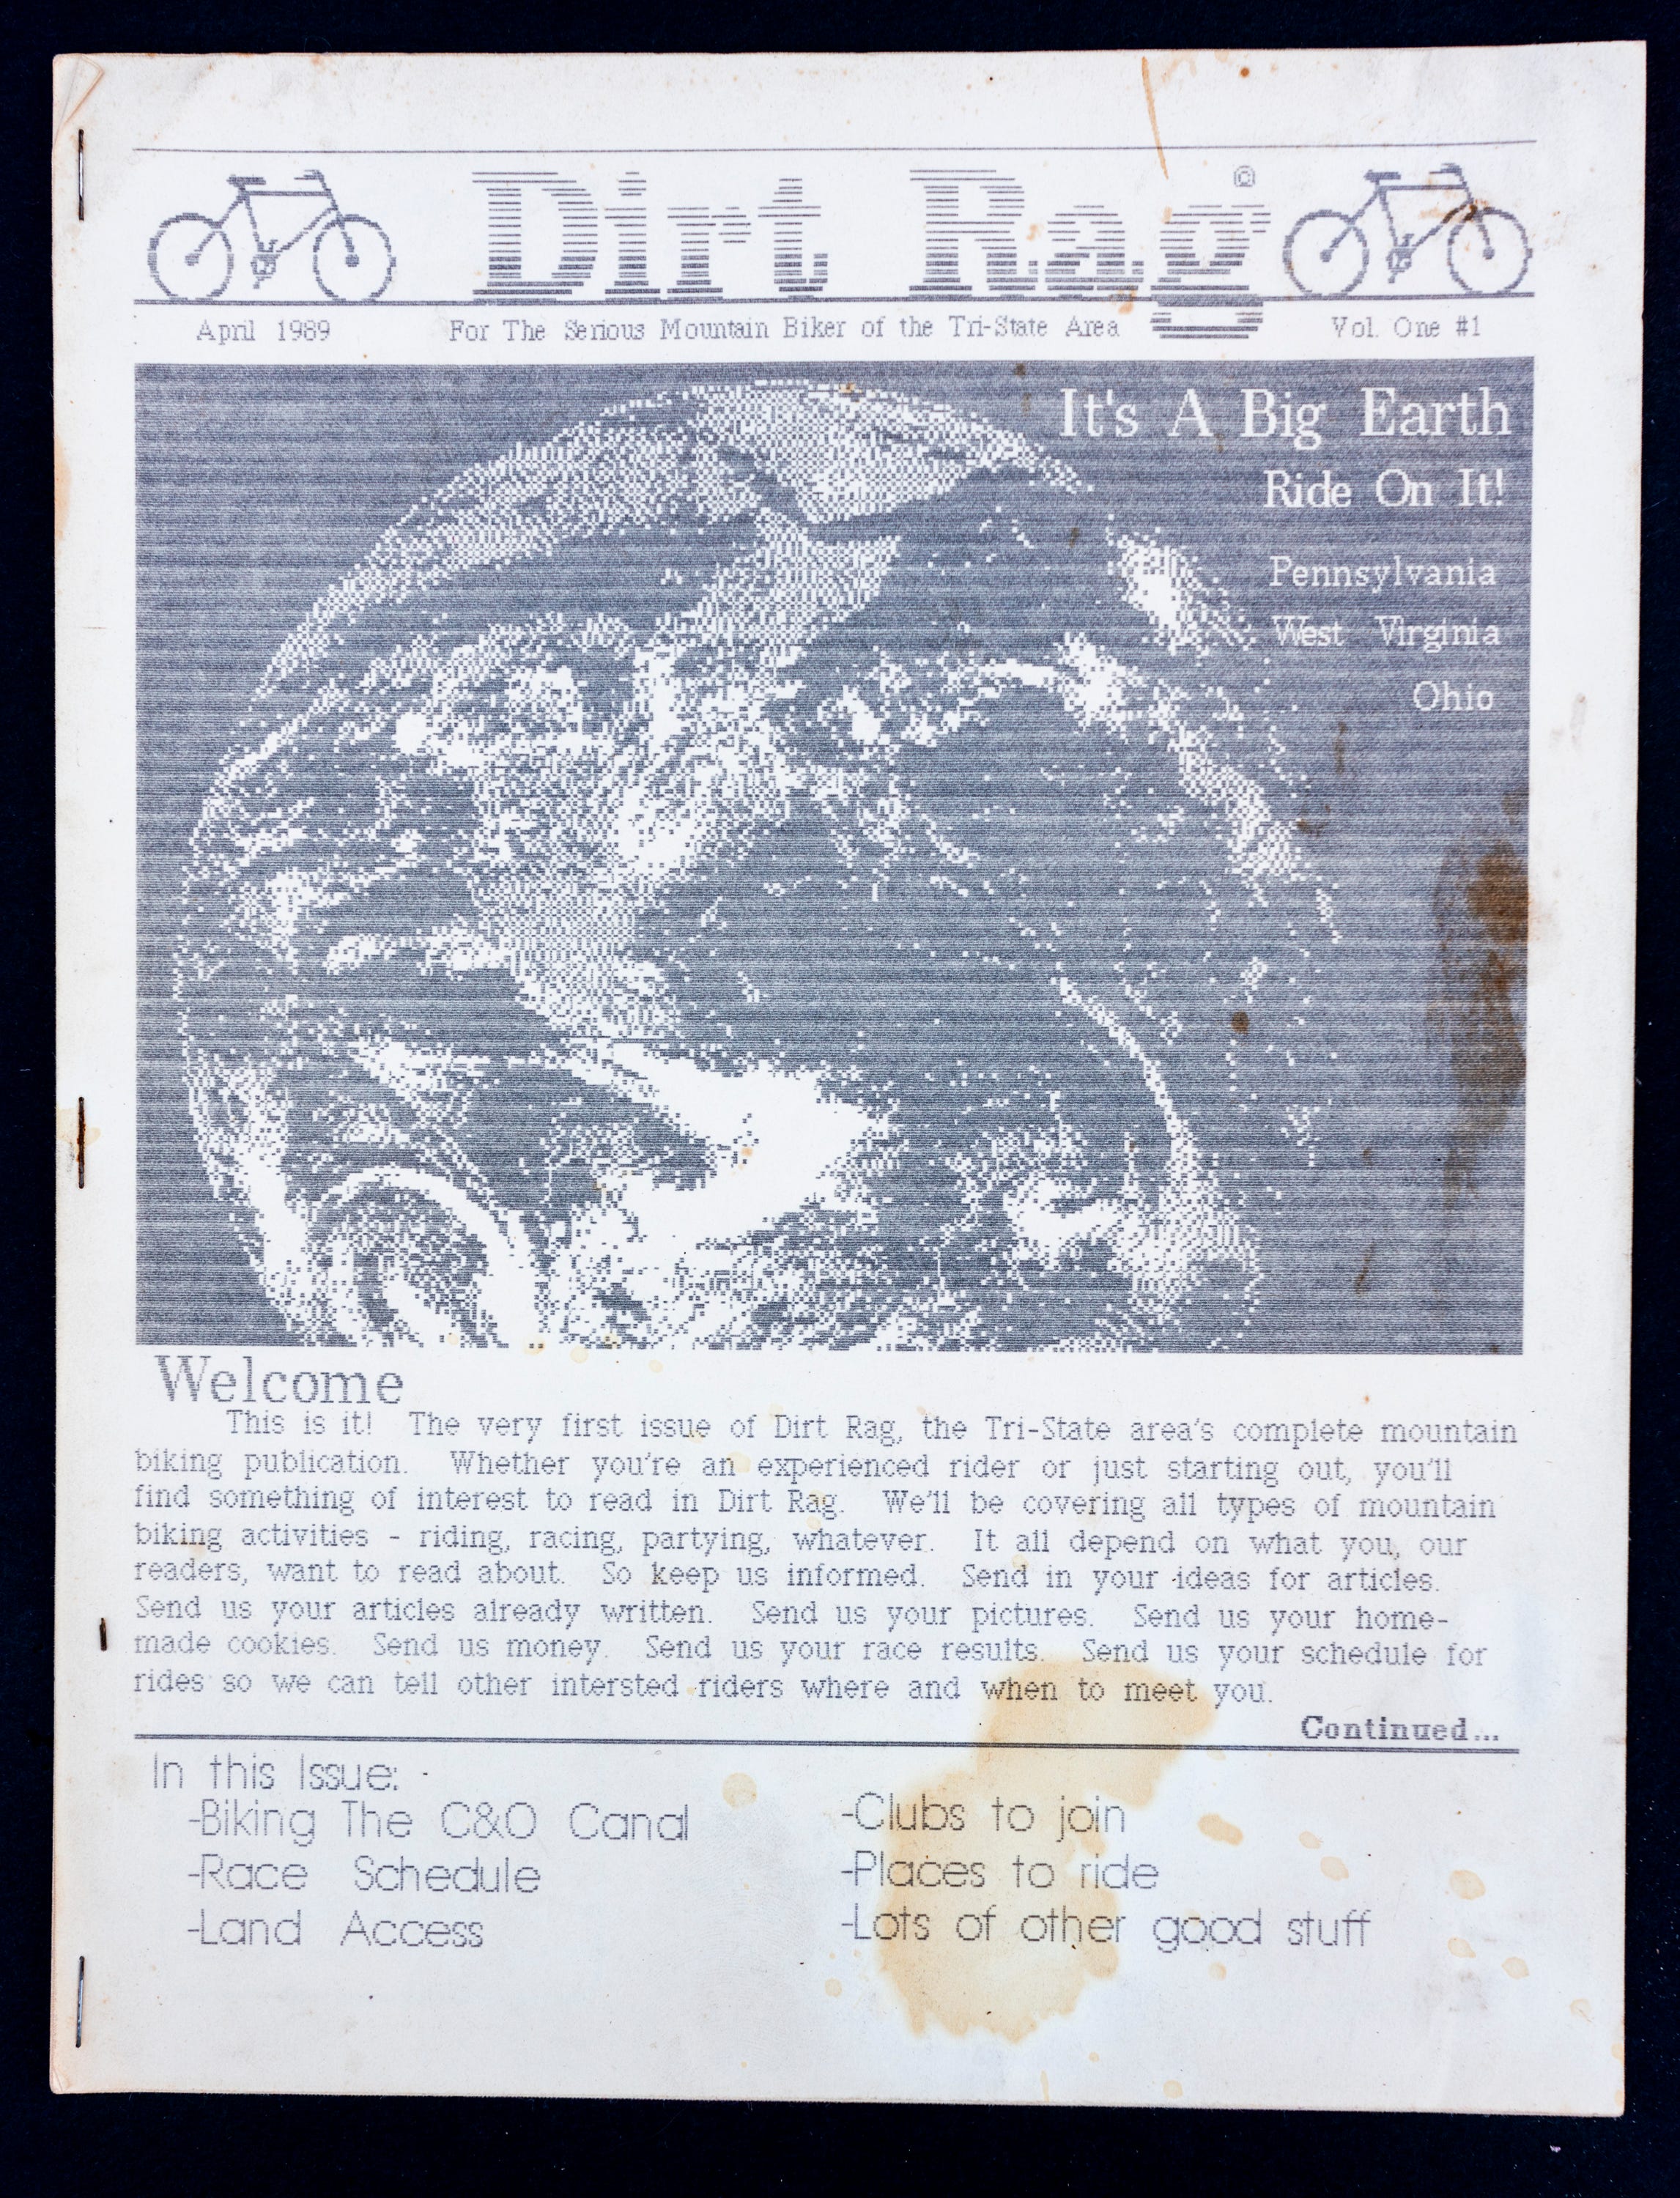 Dirt Rag ©
April 1989 For The Serious Mountain Biker of the Tri-State Area Vol. One #1
It's A Big Earth
Ride On It!
Pennsylvania
West Virginia
Ohio
Welcome
This is it! The very first issue of Dirt Rag, the Tri-State area's complete mountain
biking publication. Whether you're an experienced rider or just starting out, you'll
find something of interest to read in Dirt Rag. We'll be covering all types of mountain
biking activities - riding, racing, partying, whatever. It all depend on what you, our
readers, want to read about. So keep us informed. Send in your ideas for articles.
Send us your articles already written. Send us your pictures. Send us your home-
made cookies. Send us money. Send us your race results. Send us your schedule for
rides so we can tell other intersted riders where and when to meet you.
Continued...
In this Issue:
-Biking The C&O Canal
-Race Schedule
-Land Access
-Clubs to join
-Places to ride
-Lots of other good stuff